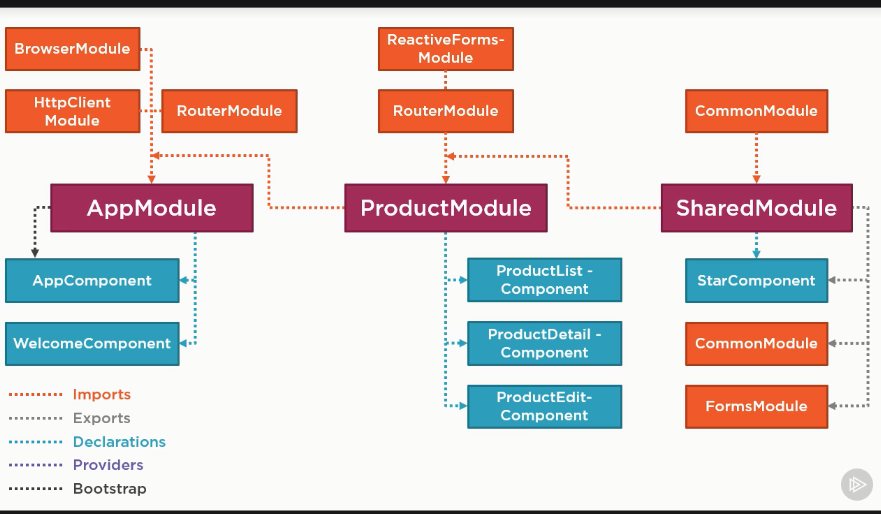 BrowserModule
HttpClient
Module
RouterModule
ReactiveForms-
Module
RouterModule
CommonModule
AppModule
ProductModule
SharedModule
AppComponent
WelcomeComponent
ProductList -
Component
ProductDetail -
Component
ProductEdit-
Component
StarComponent
CommonModule
FormsModule
Imports
Exports
Declarations
Providers
Bootstrap